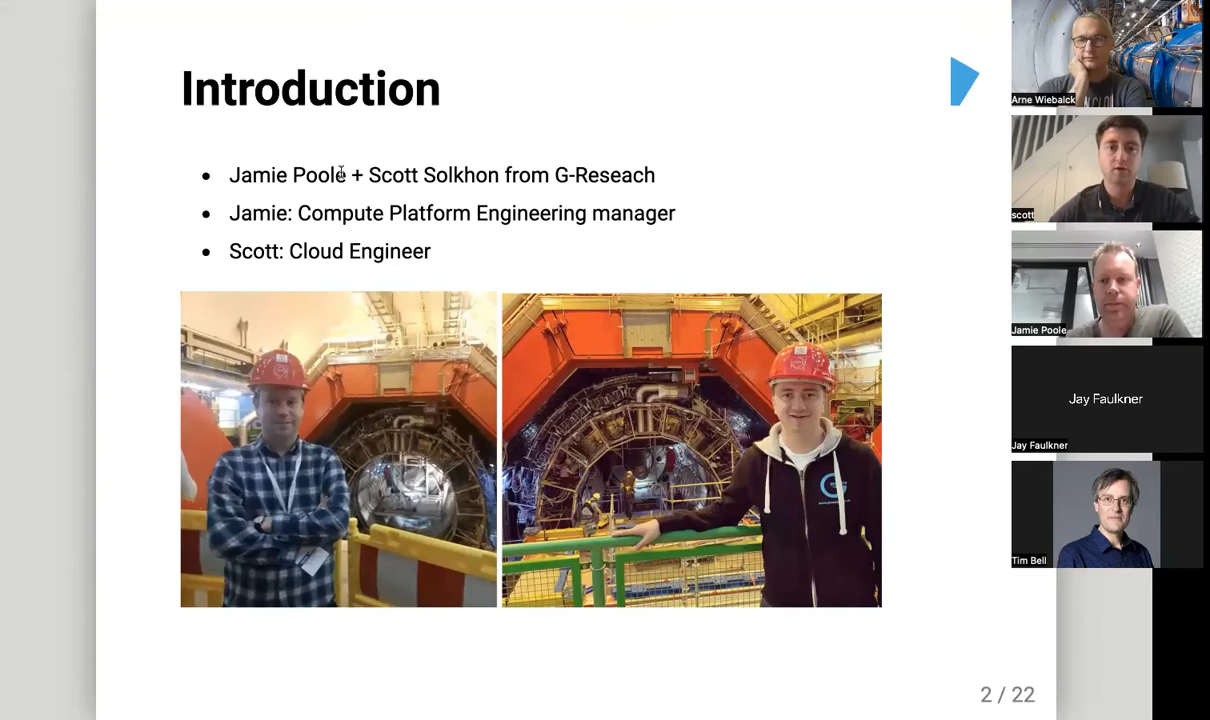 Introduction
Jamie Poole + Scott Solkhon from G-Reseach
Jamie: Compute Platform Engineering manager
Scott: Cloud Engineer
2 / 22
Arne Wiebalck
scott
Jamie Poole
Jay Faulkner
Jay Faulkner
Tim Bell